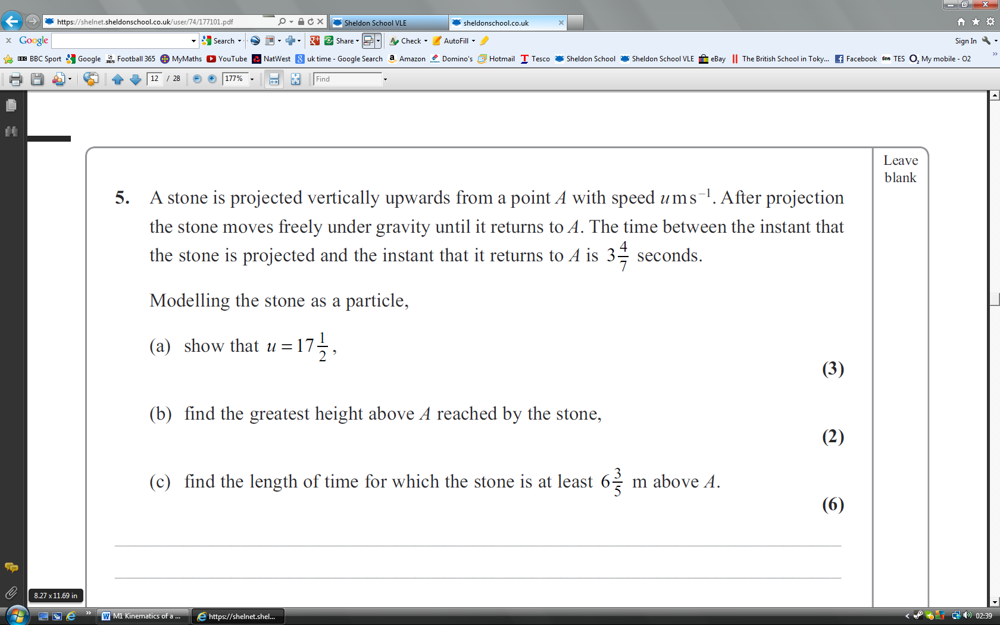 https://shelnet.sheldonschool.co.uk/user/74/177101.pdf
Sheldon School VLE
sheldonschool.co.uk
x Google Search Share Check AutoFill Sign In
BBC Sport Google Football 365 MyMaths YouTube NatWest uk time - Google Search Amazon Domino's Hotmail Tesco Sheldon School Sheldon School VLE eBay The British School in Toky... Facebook TES My mobile - O2
12 / 28 177% Find
Leave
blank
5. A stone is projected vertically upwards from a point A with speed u m s⁻¹. After projection
the stone moves freely under gravity until it returns to A. The time between the instant that
the stone is projected and the instant that it returns to A is 3 4/7 seconds.
Modelling the stone as a particle,
(a) show that u = 17 1/2,
(3)
(b) find the greatest height above A reached by the stone,
(2)
(c) find the length of time for which the stone is at least 6 3/5 m above A.
(6)
8.27 x 11.69 in
M1 Kinematics of a ... https://shelnet.shel... 02:39